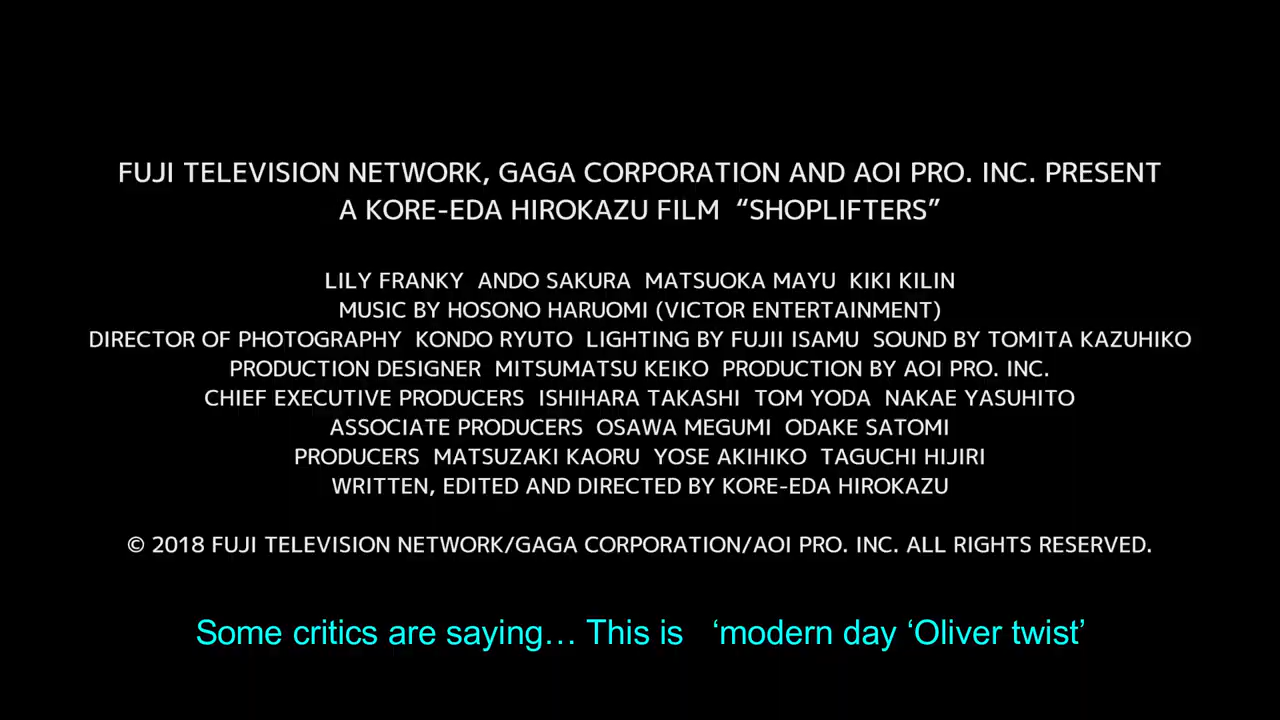 FUJI TELEVISION NETWORK, GAGA CORPORATION AND AOI PRO. INC. PRESENT
A KORE-EDA HIROKAZU FILM “SHOPLIFTERS”
LILY FRANKY ANDO SAKURA MATSUOKA MAYU KIKI KILIN
MUSIC BY HOSONO HARUOMI (VICTOR ENTERTAINMENT)
DIRECTOR OF PHOTOGRAPHY KONDO RYUTO LIGHTING BY FUJII ISAMU SOUND BY TOMITA KAZUHIKO
PRODUCTION DESIGNER MITSUMATSU KEIKO PRODUCTION BY AOI PRO. INC.
CHIEF EXECUTIVE PRODUCERS ISHIHARA TAKASHI TOM YODA NAKAE YASUHITO
ASSOCIATE PRODUCERS OSAWA MEGUMI ODAKE SATOMI
PRODUCERS MATSUZAKI KAORU YOSE AKIHIKO TAGUCHI HIJIRI
WRITTEN, EDITED AND DIRECTED BY KORE-EDA HIROKAZU
© 2018 FUJI TELEVISION NETWORK/GAGA CORPORATION/AOI PRO. INC. ALL RIGHTS RESERVED.
Some critics are saying… This is ‘modern day ‘Oliver twist’